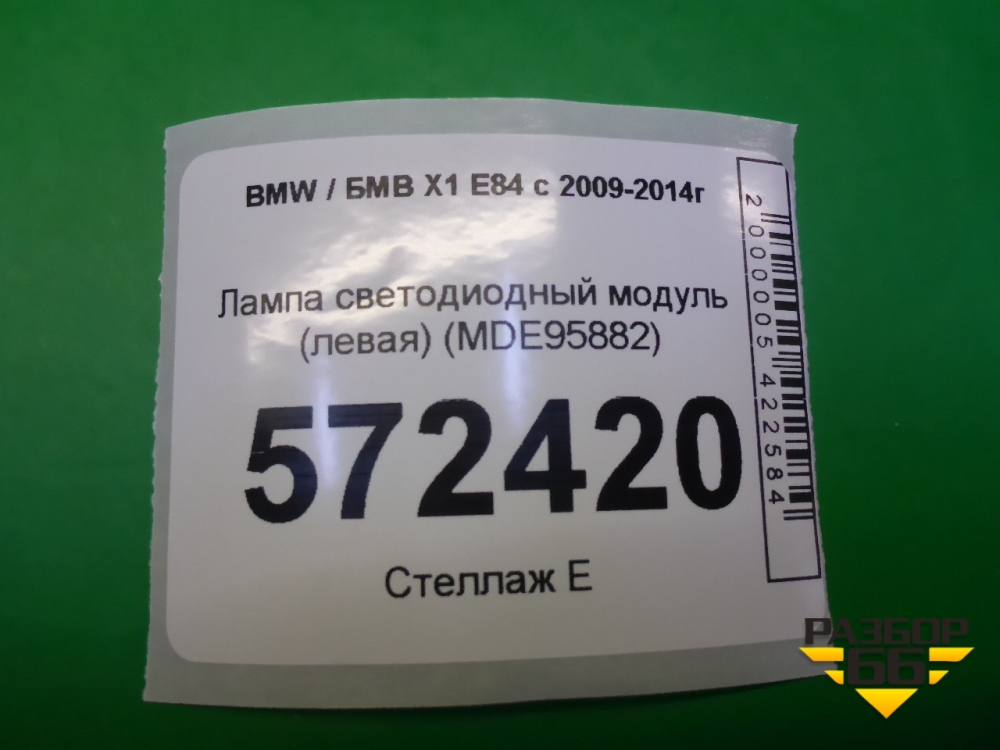 BMW / БМВ X1 E84 с 2009-2014г
Лампа светодиодный модуль
(левая) (MDE95882)
572420
Стеллаж Е
2000005422584
РАЗБОР
66